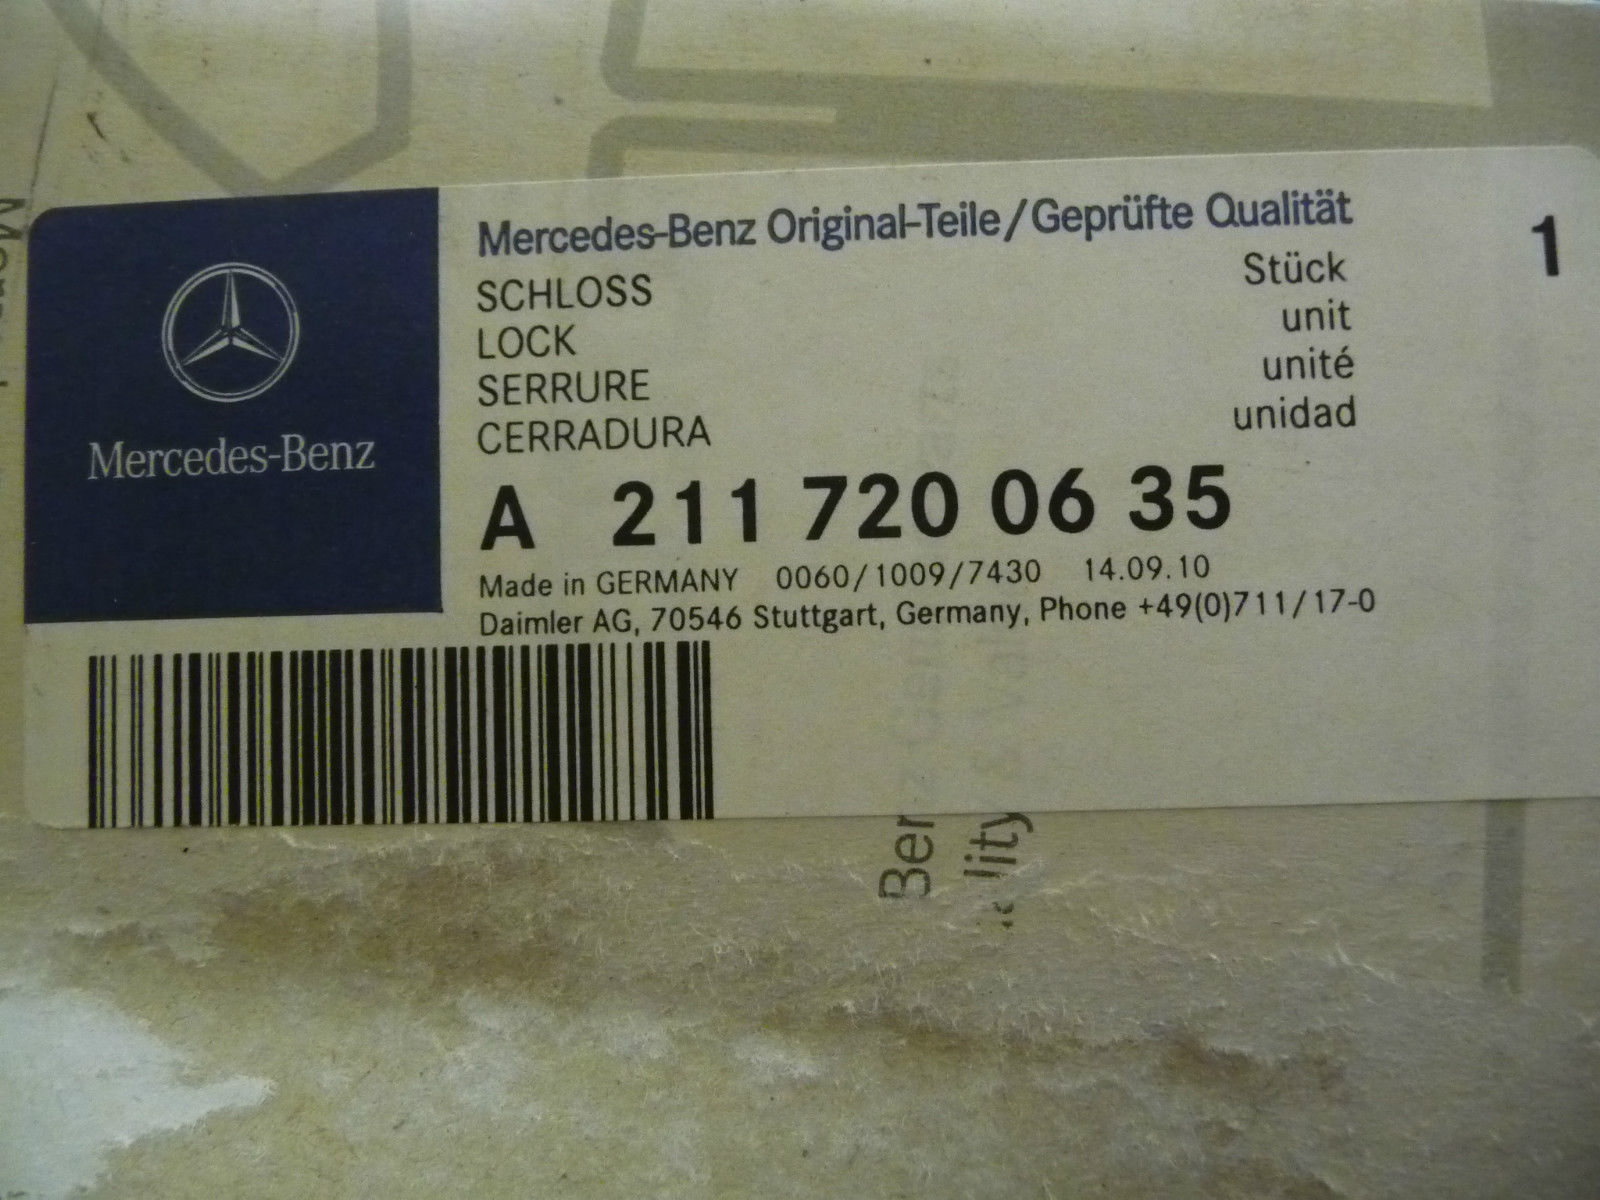 Mercedes-Benz
Mercedes-Benz Original-Teile/Geprüfte Qualität
SCHLOSS Stück 1
LOCK unit
SERRURE unité
CERRADURA unidad
A 211 720 06 35
Made in GERMANY 0060/1009/7430 14.09.10
Daimler AG, 70546 Stuttgart, Germany, Phone +49(0)711/17-0
Ben
lity